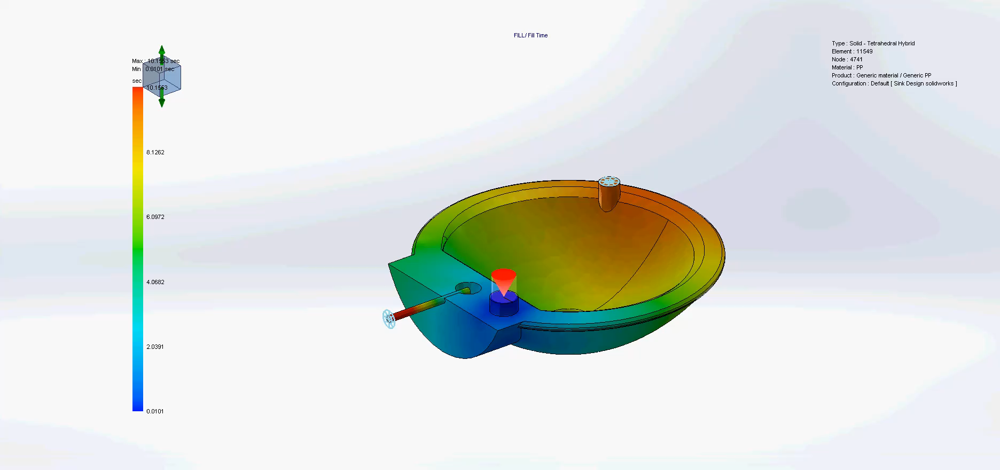 FILL/ Fill Time
Type : Solid - Tetrahedral Hybrid
Element : 11549
Node : 4741
Material : PP
Product : Generic material / Generic PP
Configuration : Default [ Sink Design solidworks ]
Max : 10.1553 sec
Min : 0.0101 sec
sec
10.1553
8.1262
6.0972
4.0682
2.0391
0.0101